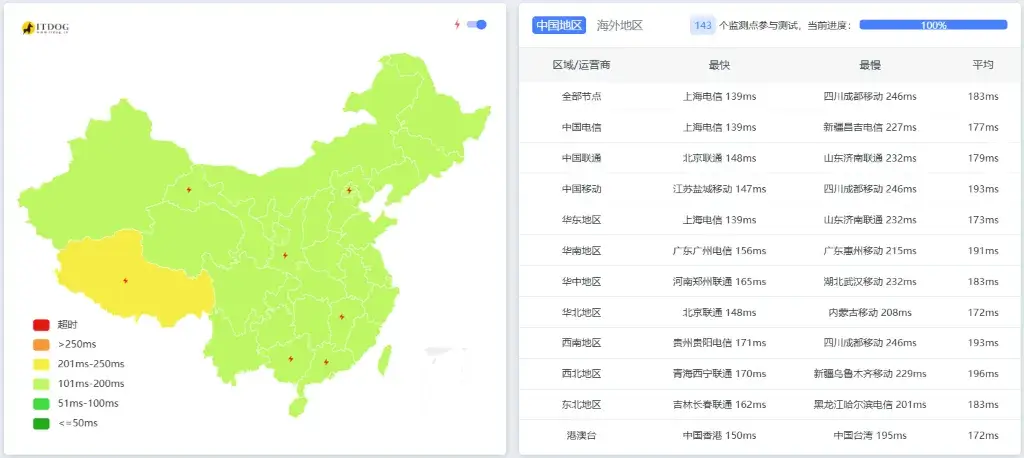 ITDOG
中国地区 海外地区 143 个监测点参与测试，当前进度： 100%
区域/运营商 最快 最慢 平均
全部节点 上海电信 139ms 四川成都移动 246ms 183ms
中国电信 上海电信 139ms 新疆昌吉电信 227ms 177ms
中国联通 北京联通 148ms 山东济南联通 232ms 179ms
中国移动 江苏盐城移动 147ms 四川成都移动 246ms 193ms
华东地区 上海电信 139ms 山东济南联通 232ms 173ms
华南地区 广东广州电信 156ms 广东惠州移动 215ms 191ms
华中地区 河南郑州联通 165ms 湖北武汉移动 232ms 183ms
华北地区 北京联通 148ms 内蒙古移动 208ms 172ms
西南地区 贵州贵阳电信 171ms 四川成都移动 246ms 193ms
西北地区 青海西宁联通 170ms 新疆乌鲁木齐移动 229ms 196ms
东北地区 吉林长春联通 162ms 黑龙江哈尔滨电信 201ms 183ms
港澳台 中国香港 150ms 中国台湾 195ms 172ms
超时
>250ms
201ms-250ms
101ms-200ms
51ms-100ms
<=50ms